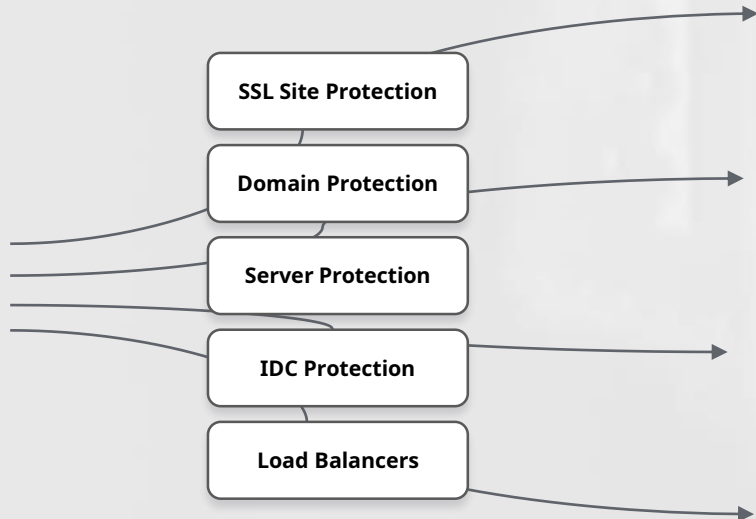 SSL Site Protection
Domain Protection
Server Protection
IDC Protection
Load Balancers